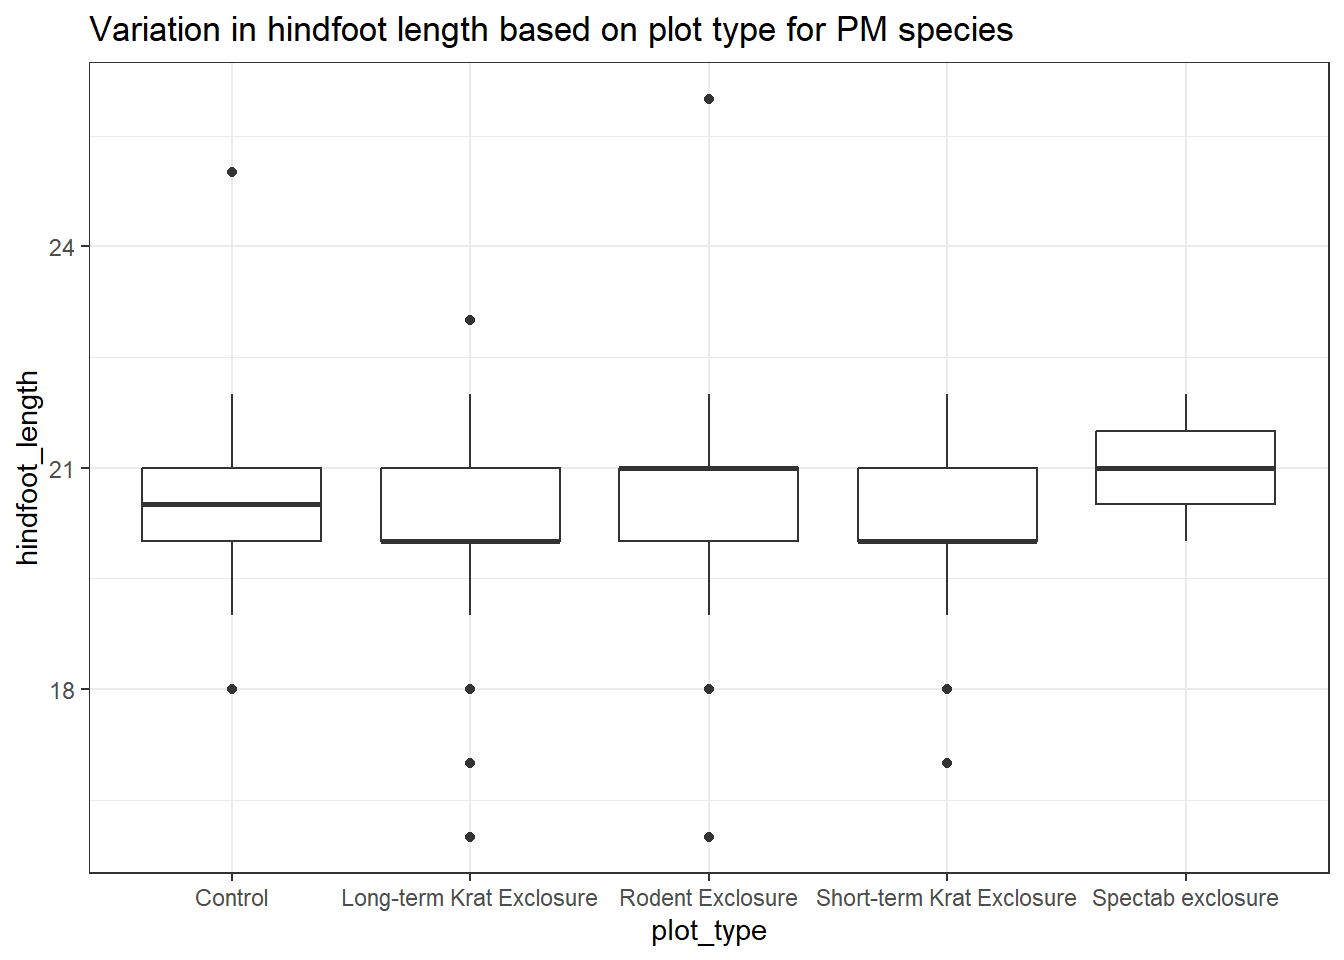 Variation in hindfoot length based on plot type for PM species
hindfoot_length
24
21
18
Control
Long-term Krat Exclosure
Rodent Exclosure
Short-term Krat Exclosure
Spectab exclosure
plot_type